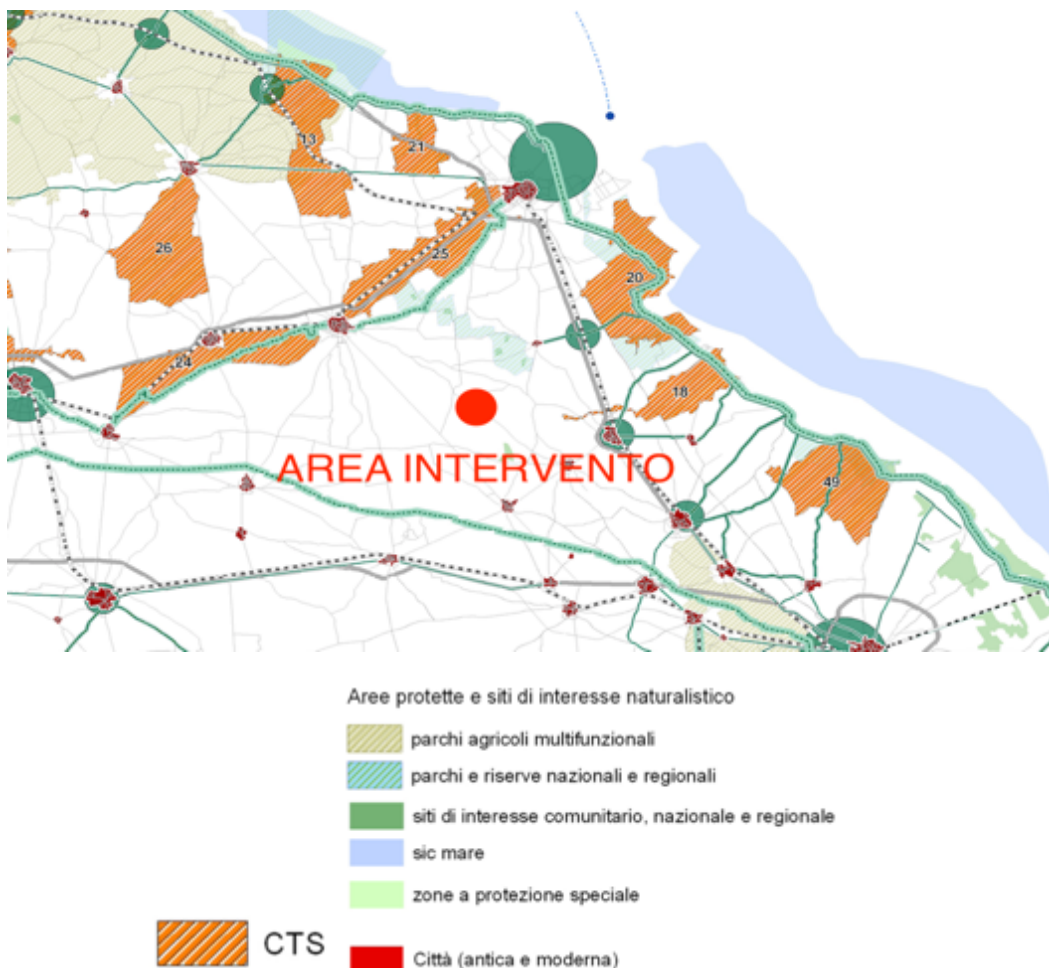 13
21
26
25
20
24
18
AREA INTERVENTO
49
Aree protette e siti di interesse naturalistico
parchi agricoli multifunzionali
parchi e riserve nazionali e regionali
siti di interesse comunitario, nazionale e regionale
sic mare
zone a protezione speciale
CTS
Città (antica e moderna)